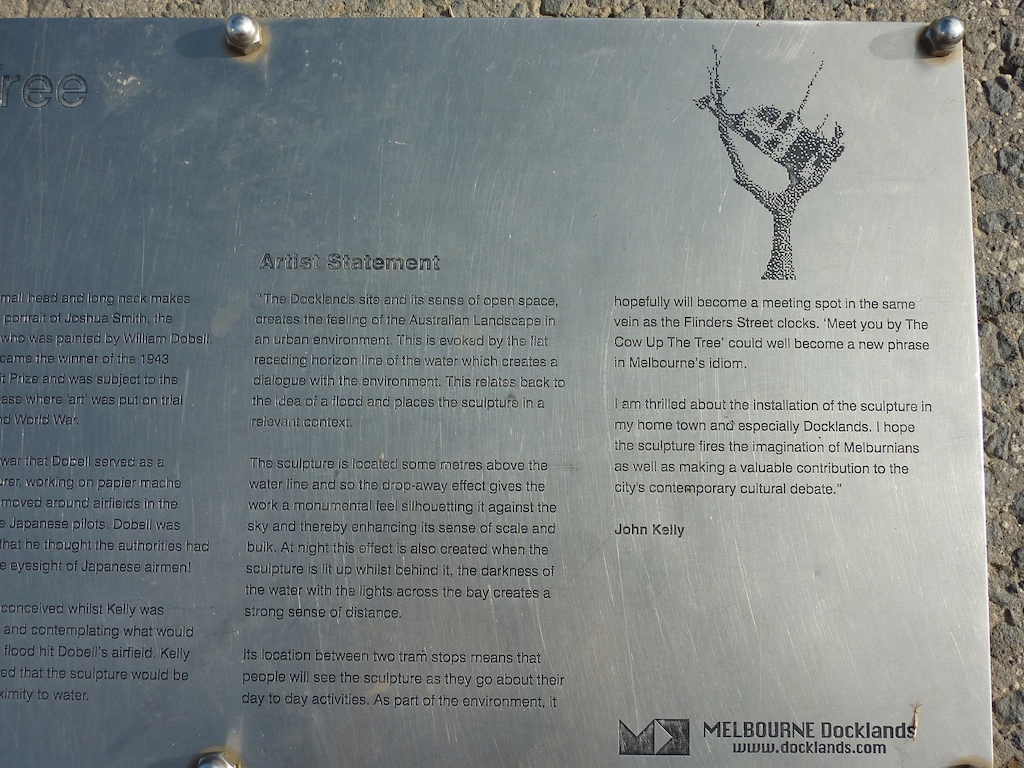 ree
mall head and long neck makes
portrait of Joshua Smith, the
who was painted by William Dobell.
came the winner of the 1943
Prize and was subject to the
ase where 'art' was put on trial
nd World War.
war that Dobell served as a
urer, working on papier mache
moved around airfields in the
e Japanese pilots. Dobell was
that he thought the authorities had
e eyesight of Japanese airmen!
conceived whilst Kelly was
and contemplating what would
flood hit Dobell's airfield. Kelly
ed that the sculpture would be
ximity to water.
Artist Statement
"The Docklands site and its sense of open space,
creates the feeling of the Australian Landscape in
an urban environment. This is evoked by the flat
receding horizon line of the water which creates a
dialogue with the environment. This relates back to
the idea of a flood and places the sculpture in a
relevant context.
The sculpture is located some metres above the
water line and so the drop-away effect gives the
work a monumental feel silhouetting it against the
sky and thereby enhancing its sense of scale and
bulk. At night this effect is also created when the
sculpture is lit up whilst behind it, the darkness of
the water with the lights across the bay creates a
strong sense of distance.
Its location between two tram stops means that
people will see the sculpture as they go about their
day to day activities. As part of the environment, it
hopefully will become a meeting spot in the same
vein as the Flinders Street clocks. 'Meet you by The
Cow Up The Tree' could well become a new phrase
in Melbourne's idiom.
I am thrilled about the installation of the sculpture in
my home town and especially Docklands. I hope
the sculpture fires the imagination of Melburnians
as well as making a valuable contribution to the
city's contemporary cultural debate."
John Kelly
MELBOURNE Docklands
www.docklands.com